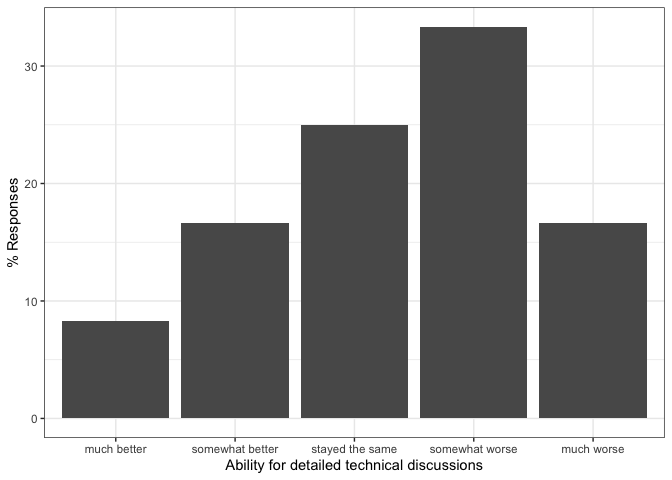 % Responses
30
20
10
0
much better
somewhat better
stayed the same
somewhat worse
much worse
Ability for detailed technical discussions